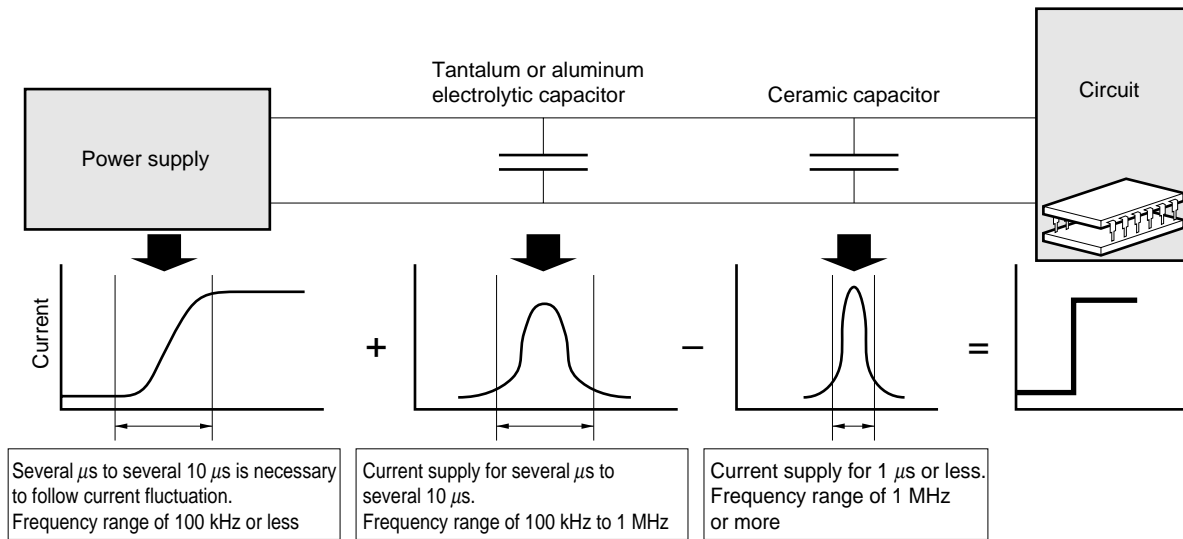 Tantalum or aluminum
electrolytic capacitor
Ceramic capacitor
Circuit
Power supply
Current
+
−
=
Several μs to several 10 μs is necessary
to follow current fluctuation.
Frequency range of 100 kHz or less
Current supply for several μs to
several 10 μs.
Frequency range of 100 kHz to 1 MHz
Current supply for 1 μs or less.
Frequency range of 1 MHz
or more